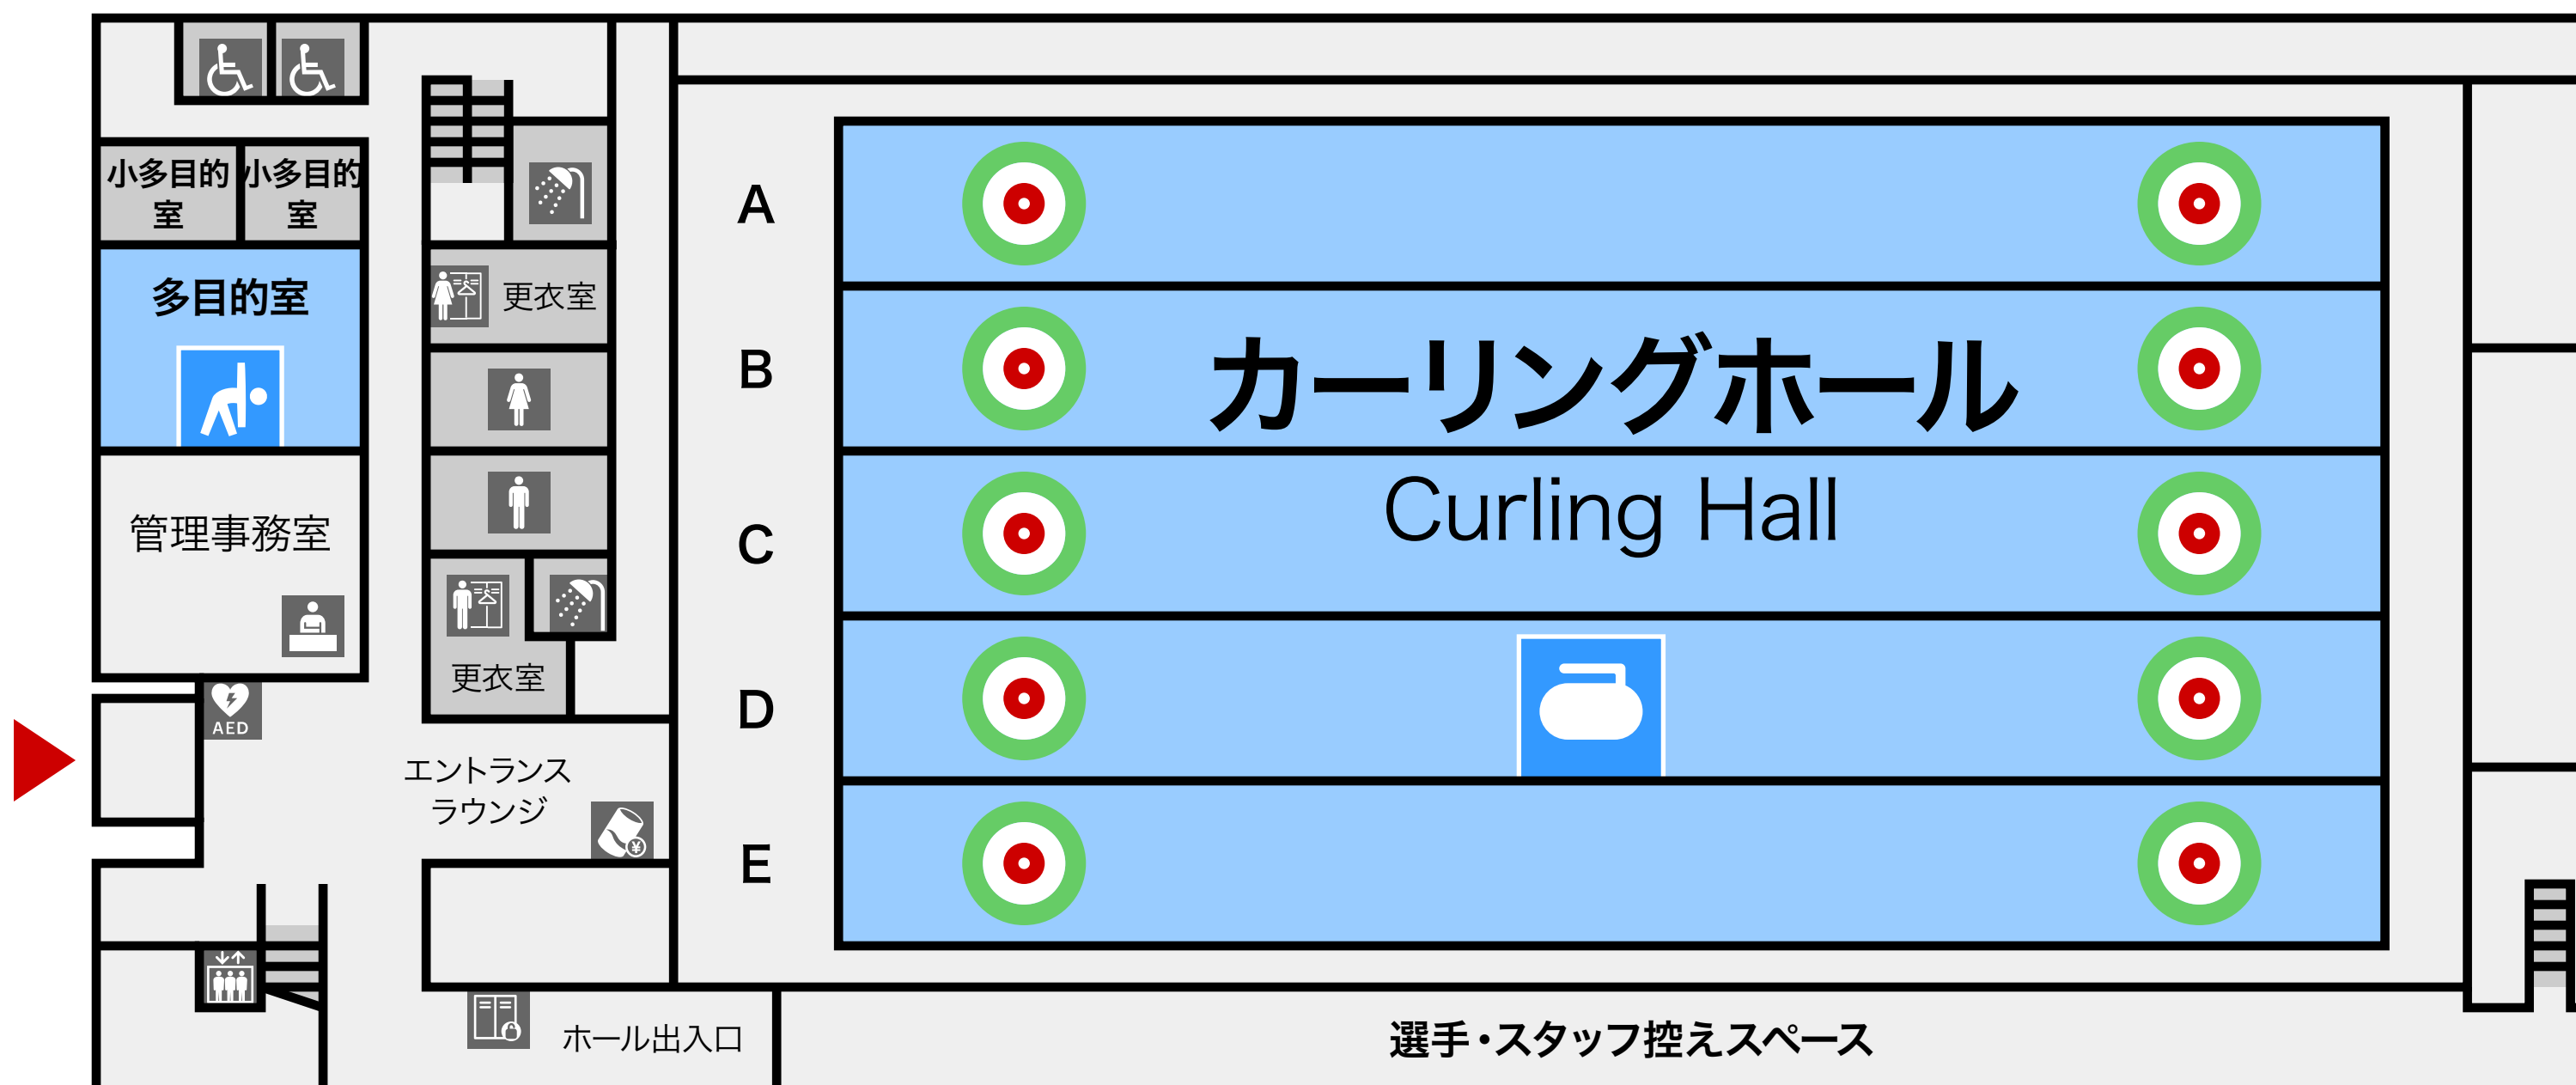 小多目的
室
小多目的
室
多目的室
管理事務室
AED
更衣室
更衣室
エントランス
ラウンジ
¥
ホール出入口
A
B
C
D
E
カーリングホール
Curling Hall
選手・スタッフ控えスペース